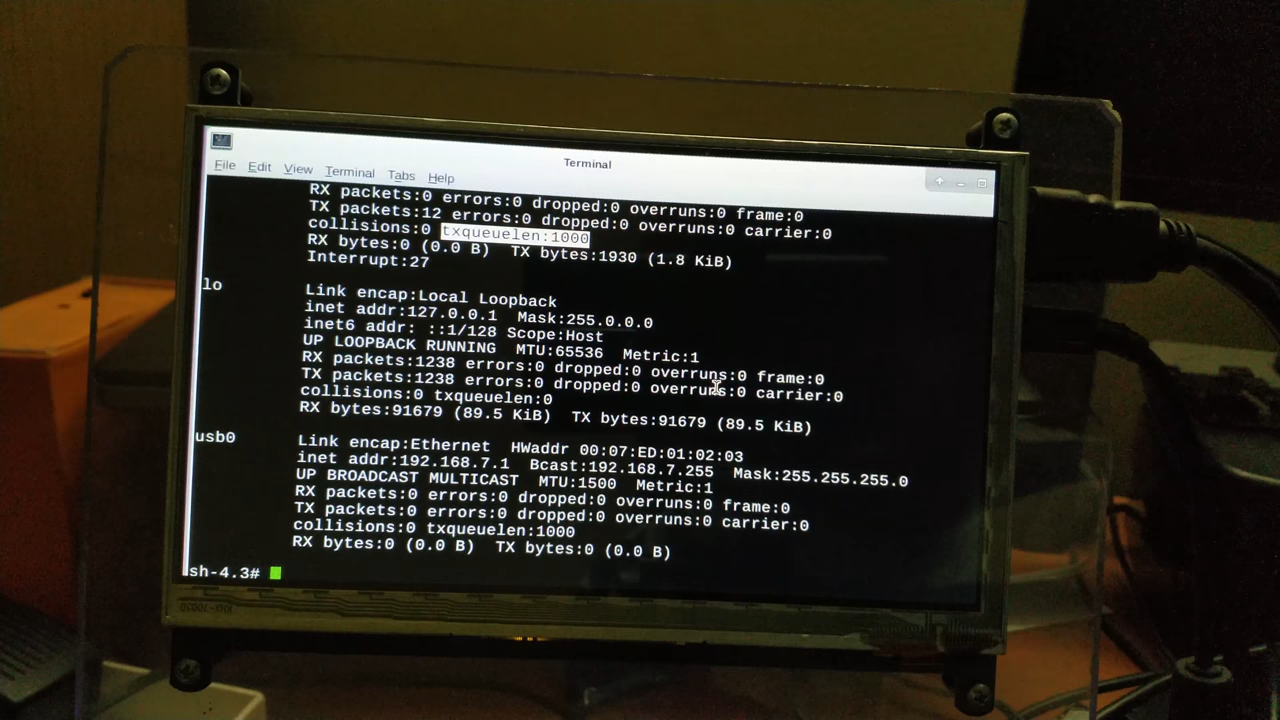 Terminal
File Edit View Terminal Tabs Help
RX packets:0 errors:0 dropped:0 overruns:0 frame:0
TX packets:12 errors:0 dropped:0 overruns:0 carrier:0
collisions:0 txqueuelen:1000
RX bytes:0 (0.0 B) TX bytes:1930 (1.8 KiB)
Interrupt:27
lo Link encap:Local Loopback
inet addr:127.0.0.1 Mask:255.0.0.0
inet6 addr: ::1/128 Scope:Host
UP LOOPBACK RUNNING MTU:65536 Metric:1
RX packets:1238 errors:0 dropped:0 overruns:0 frame:0
TX packets:1238 errors:0 dropped:0 overruns:0 carrier:0
collisions:0 txqueuelen:0
RX bytes:91679 (89.5 KiB) TX bytes:91679 (89.5 KiB)
usb0 Link encap:Ethernet HWaddr 00:07:ED:01:02:03
inet addr:192.168.7.1 Bcast:192.168.7.255 Mask:255.255.255.0
UP BROADCAST MULTICAST MTU:1500 Metric:1
RX packets:0 errors:0 dropped:0 overruns:0 frame:0
TX packets:0 errors:0 dropped:0 overruns:0 carrier:0
collisions:0 txqueuelen:1000
RX bytes:0 (0.0 B) TX bytes:0 (0.0 B)
sh-4.3#